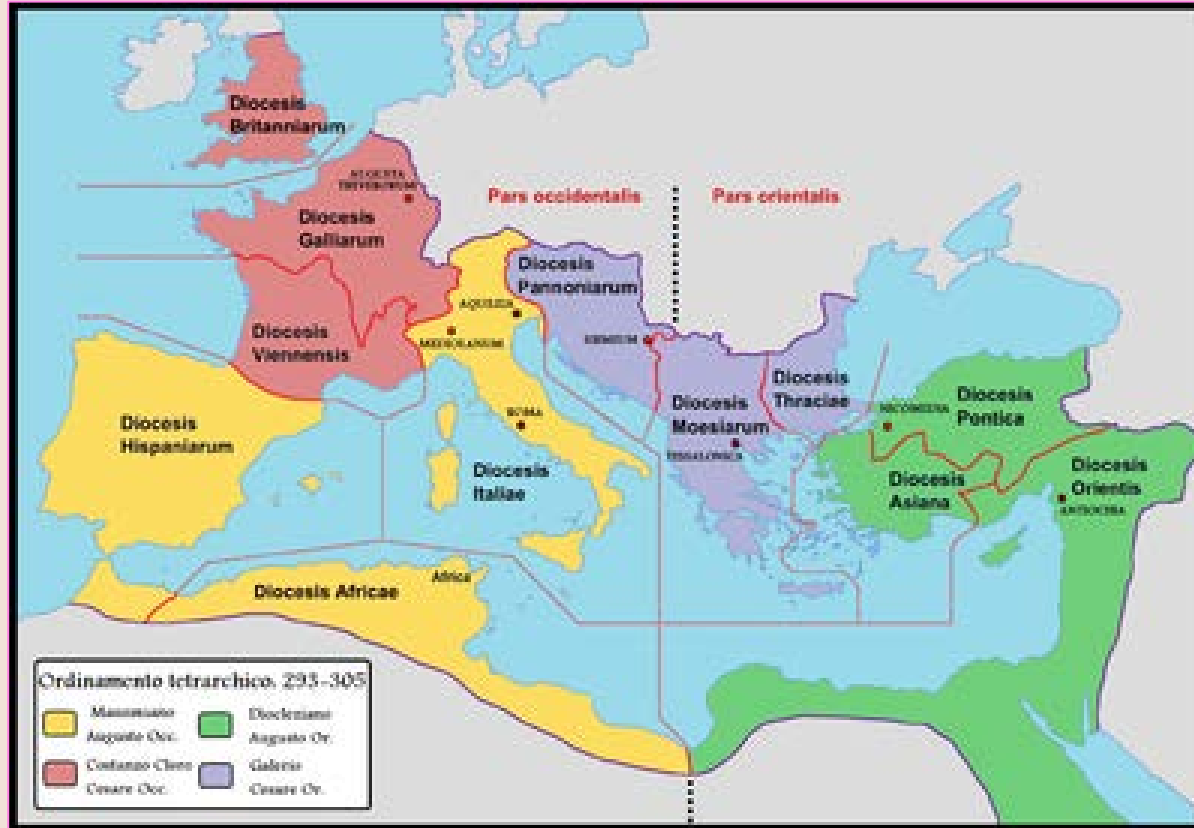 Diocesis
Britanniarum
AUGUSTA
TREVERORUM
Diocesis
Galliarum
Pars occidentalis
Pars orientalis
Diocesis
Pannoniarum
AQUILEIA
MEDIOLANUM
SIRMIUM
Diocesis
Viennensis
Diocesis
Thraciae
Diocesis
Pontica
NICOMEDIA
Diocesis
Moesiarum
TESSALONICA
Diocesis
Hispaniarum
ROMA
Diocesis
Italiae
Diocesis
Asiana
Diocesis
Orientis
ANTIOCHIA
Africa
Diocesis Africae
Ordinamento tetrarchico. 293-305
Massimiano
Augusto Occ.
Diocleziano
Augusto Or.
Costanzo Cloro
Cesare Occ.
Galerio
Cesare Or.